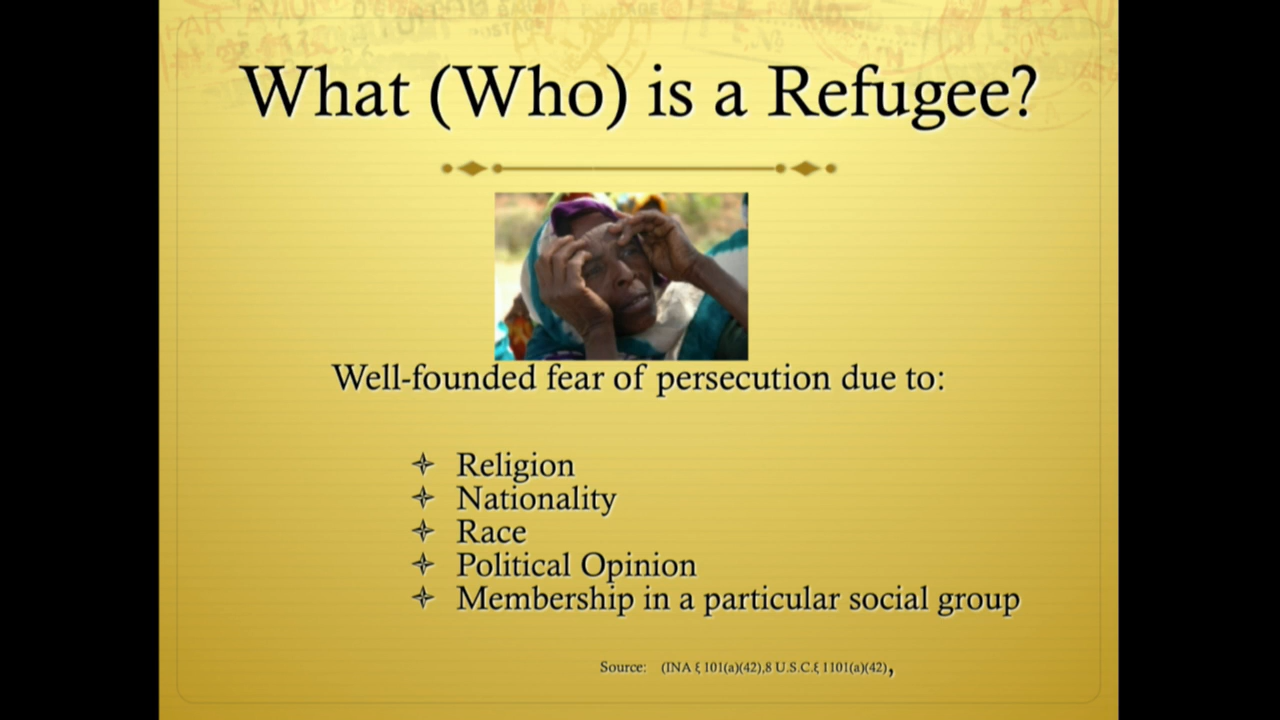 What (Who) is a Refugee?
Well-founded fear of persecution due to:
Religion
Nationality
Race
Political Opinion
Membership in a particular social group
Source: (INA ξ 101(a)(42),8 U.S.C.ξ 1101(a)(42),